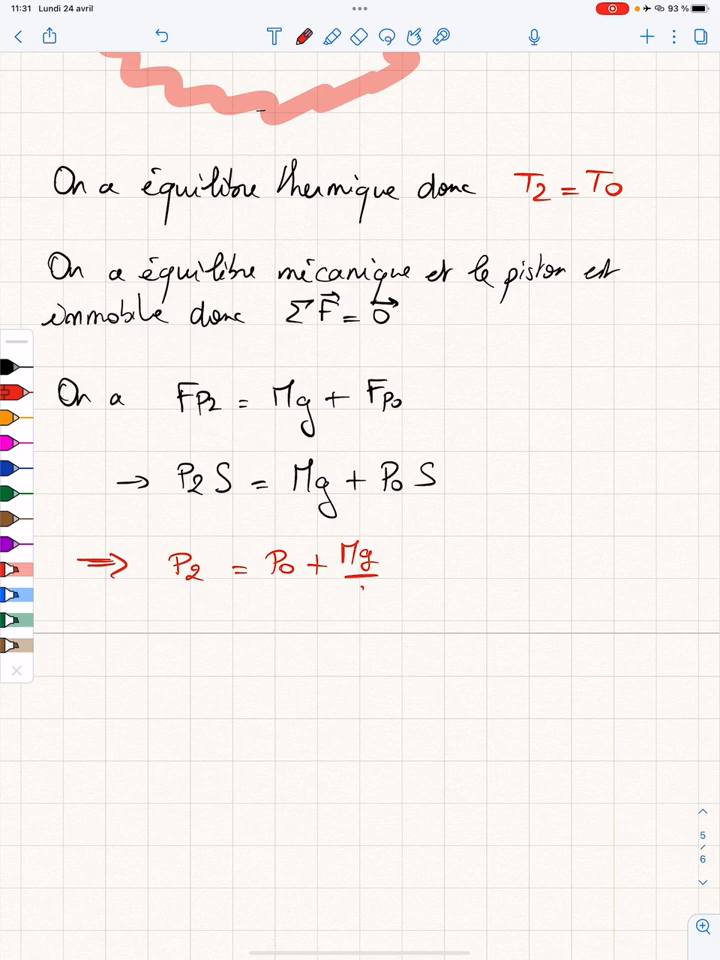 11:31 Lundi 24 avril
93 %
On a équilibre thermique donc T2 = T0
On a équilibre mécanique et le piston est
immobile donc ΣF⃗ = 0⃗
On a FP2 = Mg + FP0
→ P2 S = Mg + P0 S
⇒ P2 = P0 + Mg/
5
/
6